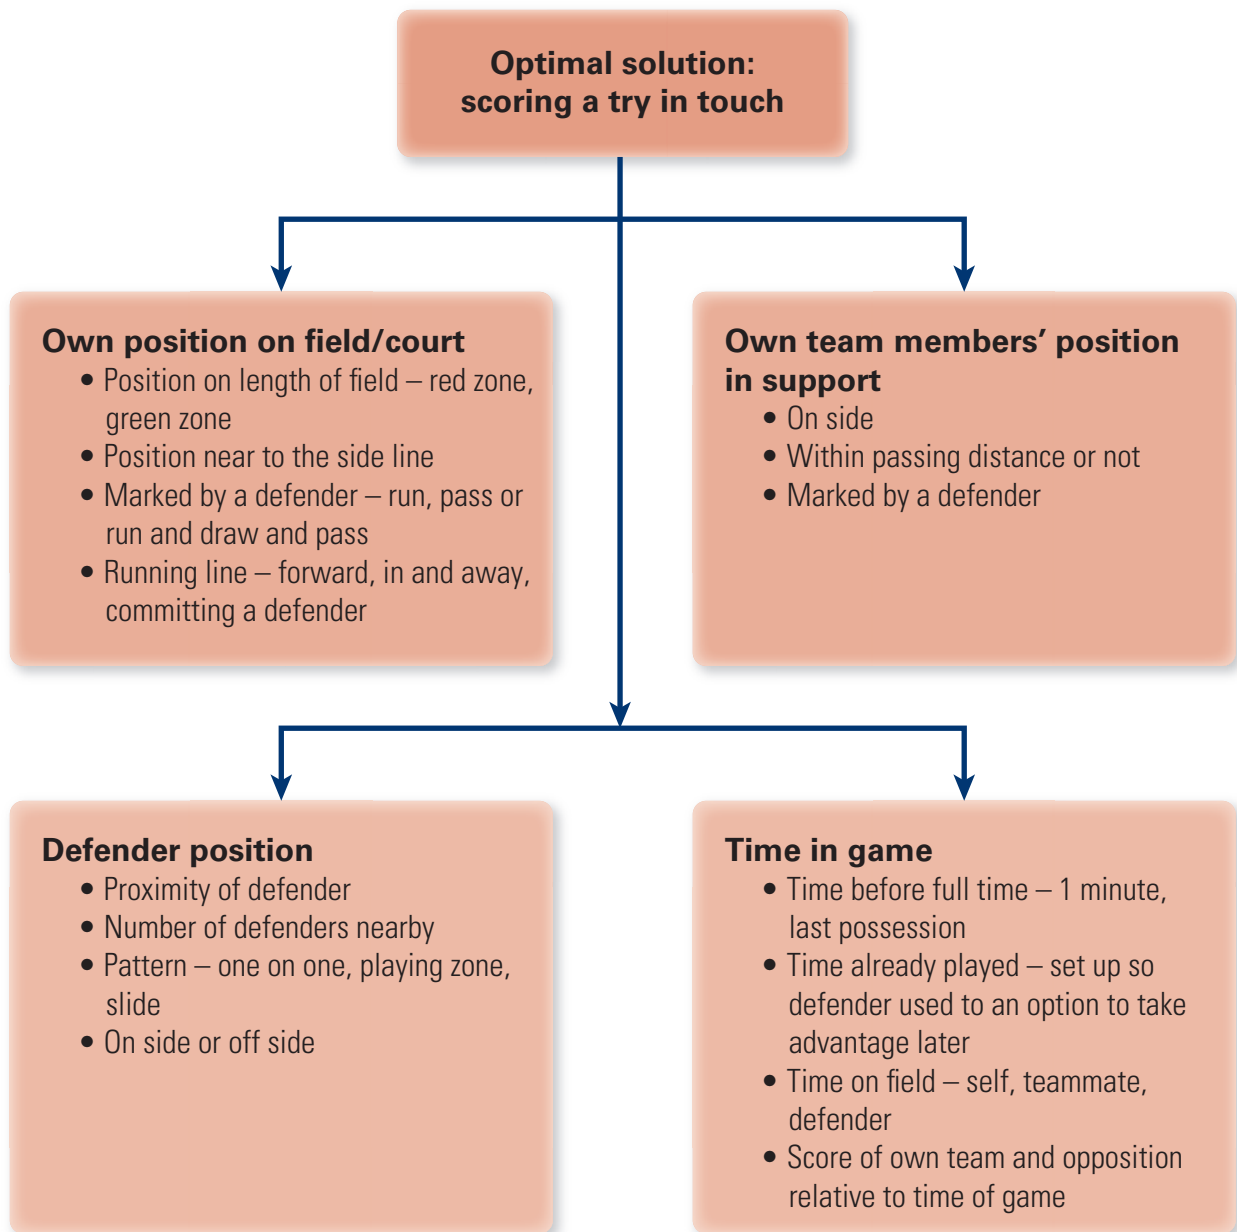 Optimal solution:
scoring a try in touch
Own position on field/court
• Position on length of field – red zone,
green zone
• Position near to the side line
• Marked by a defender – run, pass or
run and draw and pass
• Running line – forward, in and away,
committing a defender
Own team members’ position
in support
• On side
• Within passing distance or not
• Marked by a defender
Defender position
• Proximity of defender
• Number of defenders nearby
• Pattern – one on one, playing zone,
slide
• On side or off side
Time in game
• Time before full time – 1 minute,
last possession
• Time already played – set up so
defender used to an option to take
advantage later
• Time on field – self, teammate,
defender
• Score of own team and opposition
relative to time of game